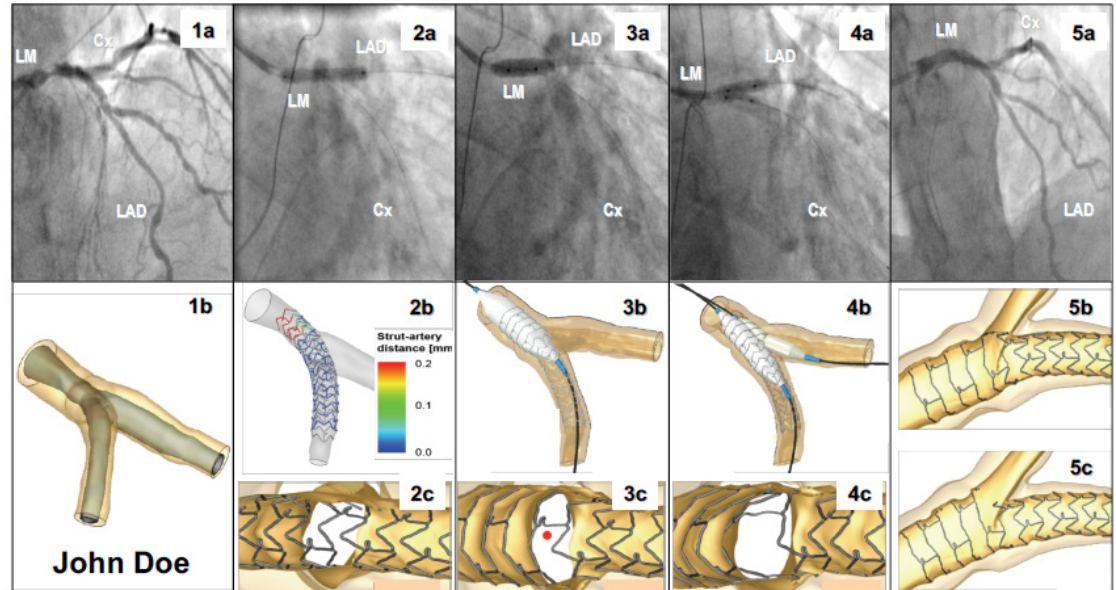 1a
Cx
LM
LAD
2a
LAD
LM
Cx
3a
LAD
LM
Cx
4a
LAD
LM
Cx
5a
Cx
LM
LAD
1b
John Doe
2b
Strut-artery
distance [mm
0.2
0.1
0.0
3b
4b
5b
2c
3c
4c
5c